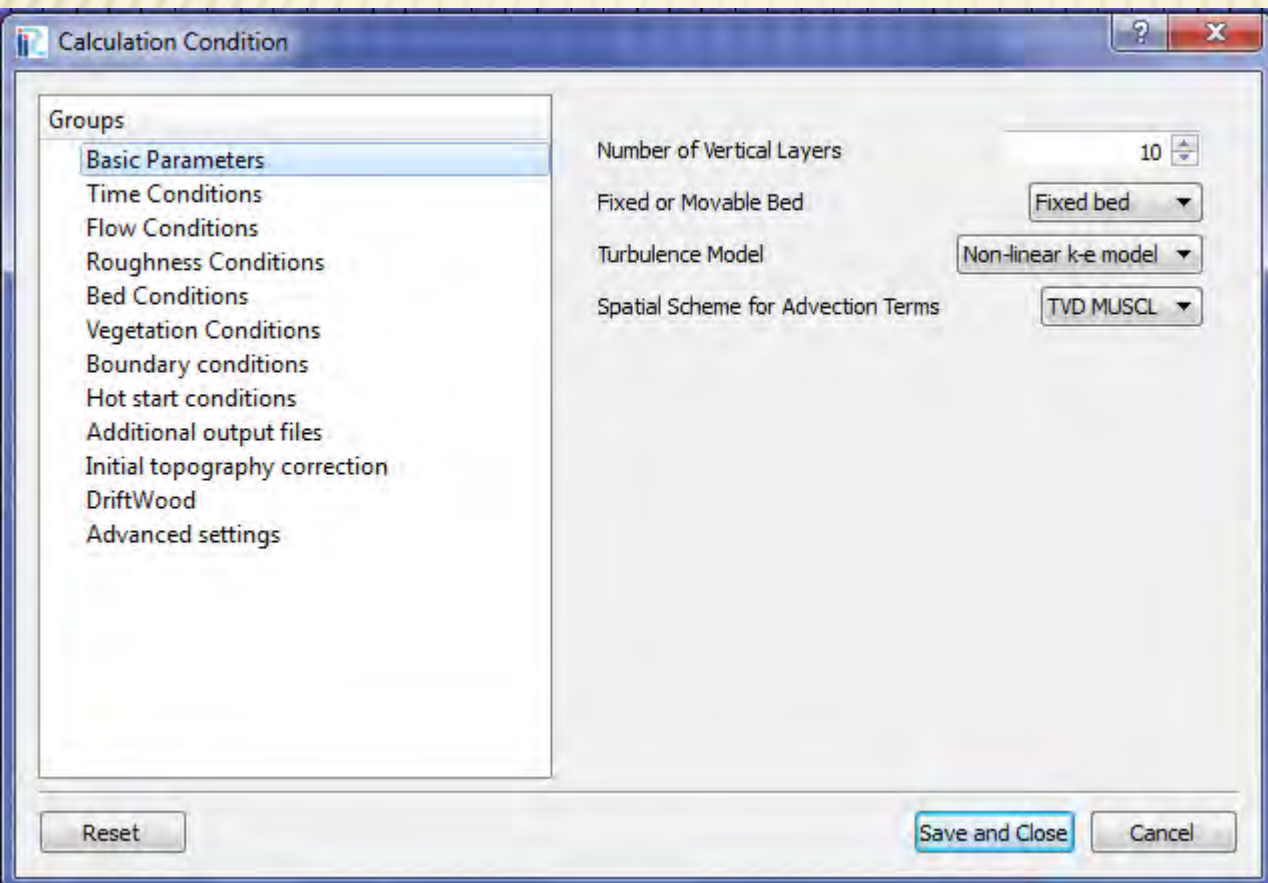 Calculation Condition
Groups
Basic Parameters
Time Conditions
Flow Conditions
Roughness Conditions
Bed Conditions
Vegetation Conditions
Boundary conditions
Hot start conditions
Additional output files
Initial topography correction
DriftWood
Advanced settings
Number of Vertical Layers 10
Fixed or Movable Bed Fixed bed
Turbulence Model Non-linear k-e model
Spatial Scheme for Advection Terms TVD MUSCL
Reset Save and Close Cancel